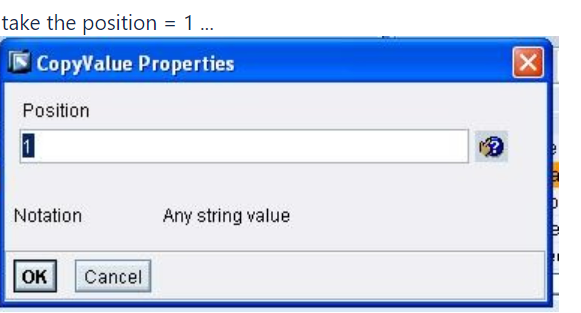 take the position = 1 ...
CopyValue Properties
Position
1
Notation Any string value
OK Cancel